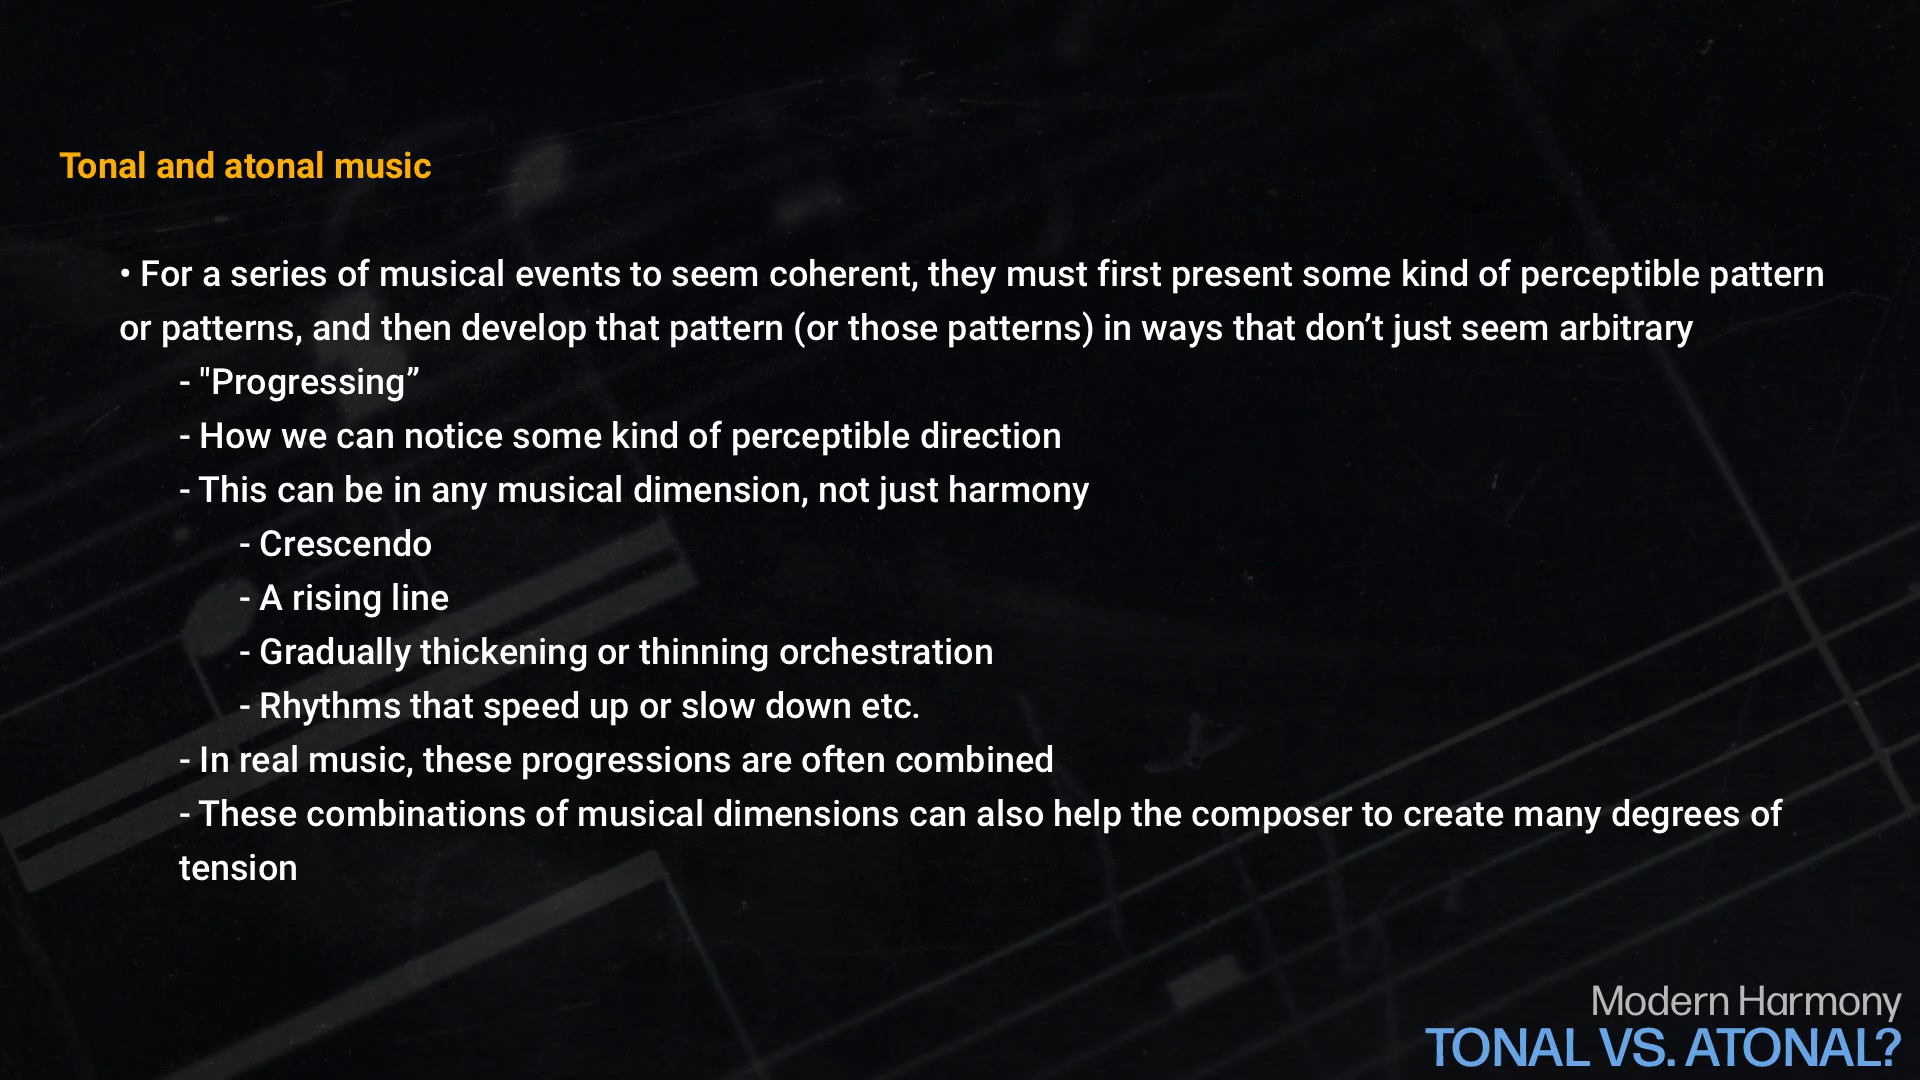 Tonal and atonal music
• For a series of musical events to seem coherent, they must first present some kind of perceptible pattern
or patterns, and then develop that pattern (or those patterns) in ways that don’t just seem arbitrary
- "Progressing”
- How we can notice some kind of perceptible direction
- This can be in any musical dimension, not just harmony
- Crescendo
- A rising line
- Gradually thickening or thinning orchestration
- Rhythms that speed up or slow down etc.
- In real music, these progressions are often combined
- These combinations of musical dimensions can also help the composer to create many degrees of
tension
Modern Harmony
TONAL VS. ATONAL?